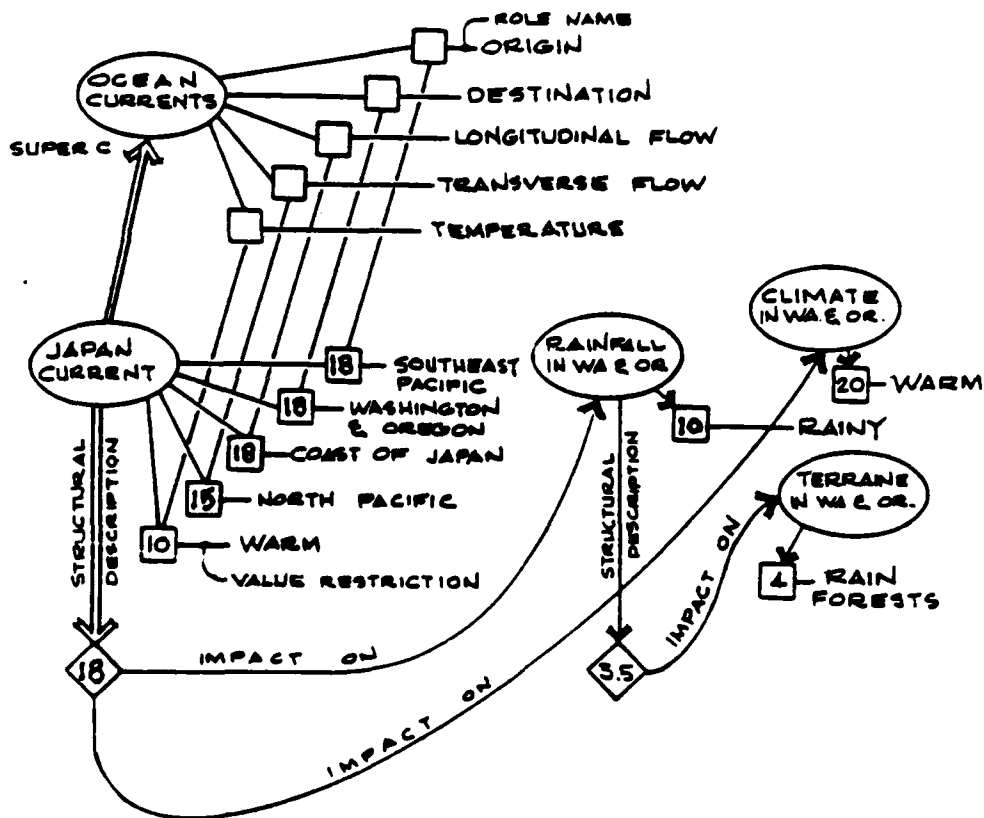 ROLE NAME
ORIGIN
OCEAN
CURRENTS
DESTINATION
LONGITUDINAL FLOW
SUPER C
TRANSVERSE FLOW
TEMPERATURE
CLIMATE
IN WA. & OR.
JAPAN
CURRENT
RAINFALL
IN WA & OR
18
SOUTHEAST
PACIFIC
20
WARM
18
WASHINGTON
& OREGON
10
RAINY
18
COAST OF JAPAN
TERRAINE
IN WA & OR.
15
NORTH PACIFIC
STRUCTURAL
DESCRIPTION
STRUCTURAL
DESCRIPTION
10
WARM
VALUE RESTRICTION
IMPACT ON
4
RAIN
FORESTS
18
IMPACT ON
3.5
IMPACT ON